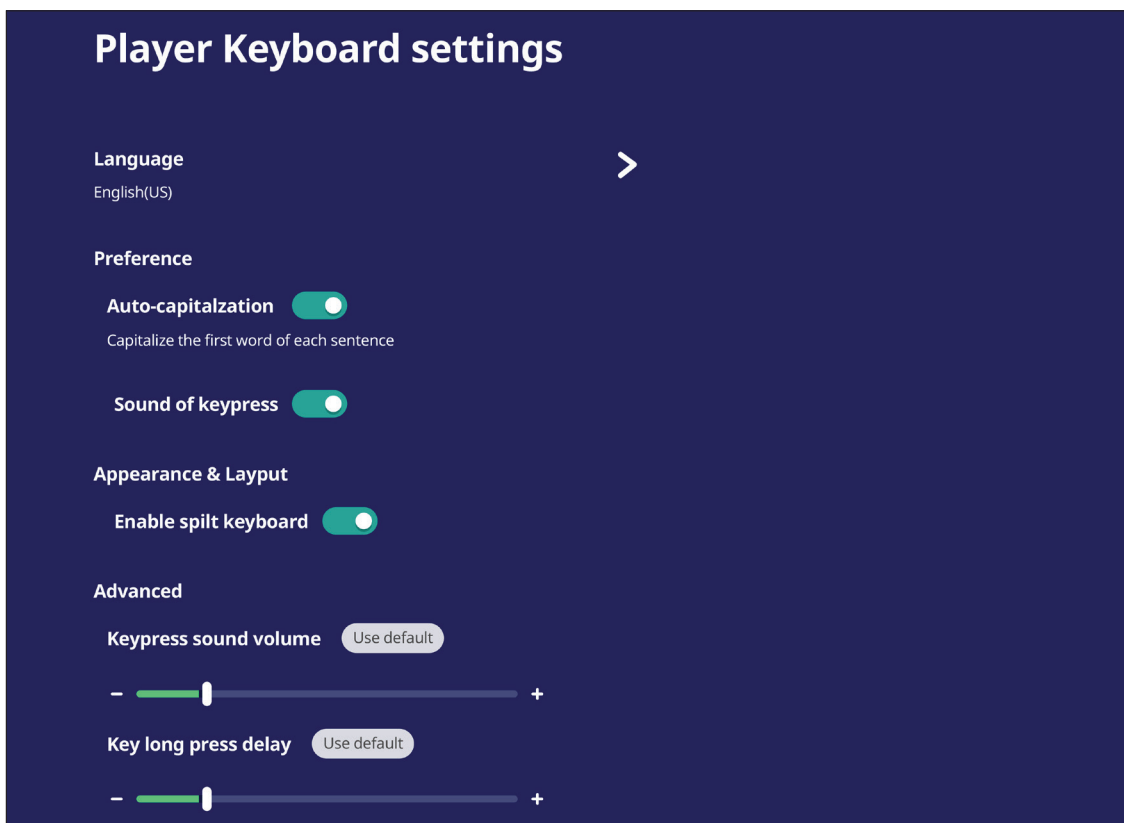 Player Keyboard settings
Language
English(US)
Preference
Auto-capitalzation
Capitalize the first word of each sentence
Sound of keypress
Appearance & Layput
Enable spilt keyboard
Advanced
Keypress sound volume Use default
- +
Key long press delay Use default
- +